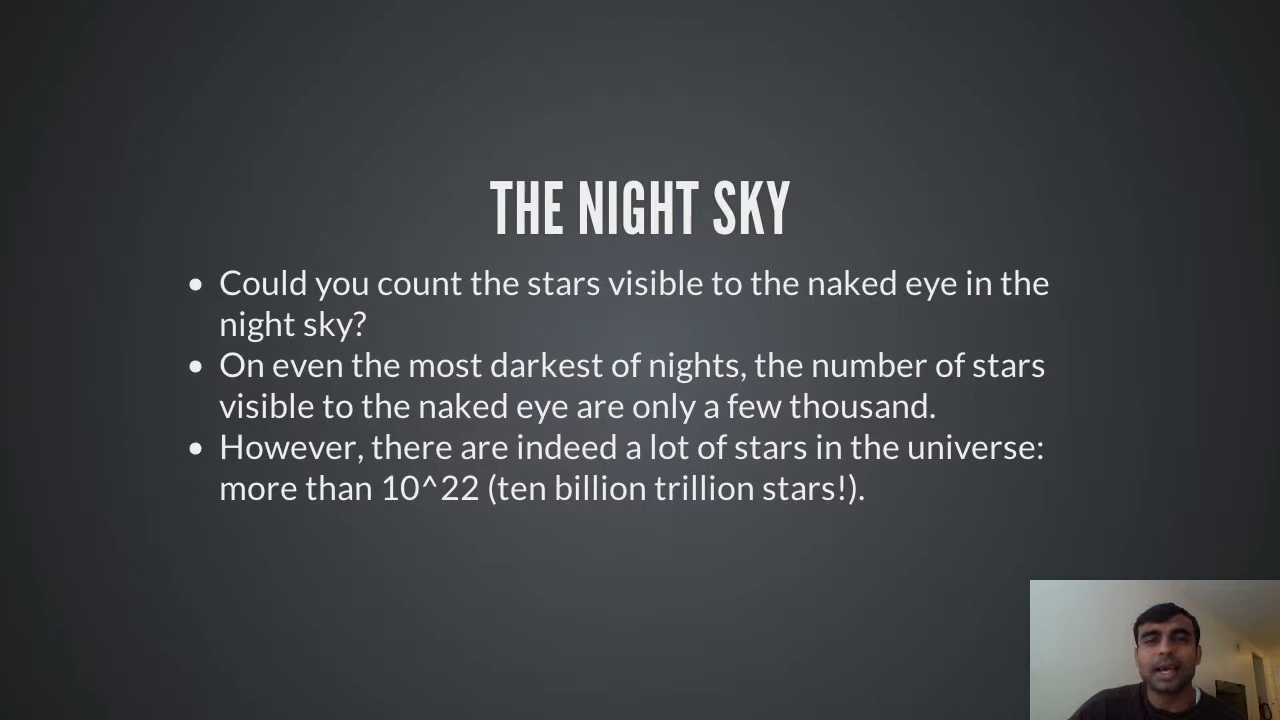 THE NIGHT SKY
• Could you count the stars visible to the naked eye in the
night sky?
• On even the most darkest of nights, the number of stars
visible to the naked eye are only a few thousand.
• However, there are indeed a lot of stars in the universe:
more than 10^22 (ten billion trillion stars!).